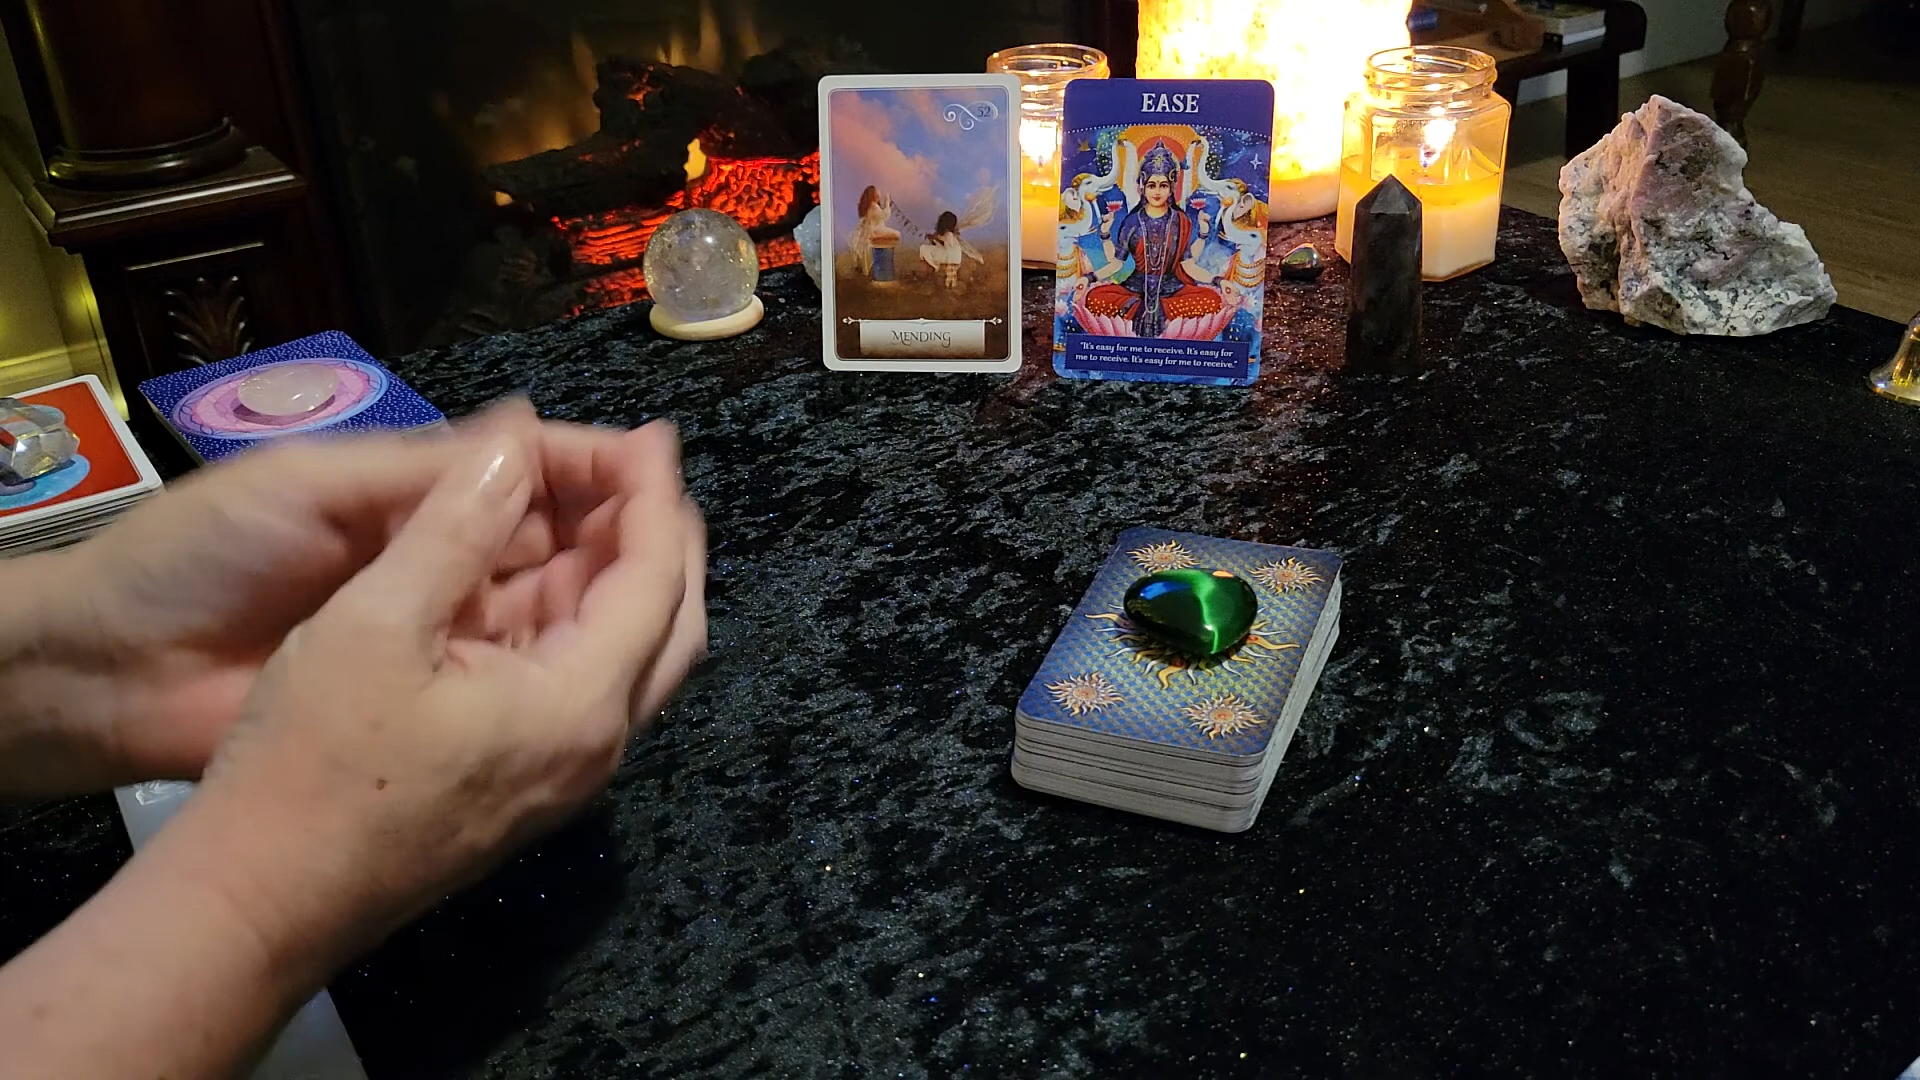 52
MENDING
EASE
"It's easy for me to receive. It's easy for
me to receive. It's easy for me to receive."